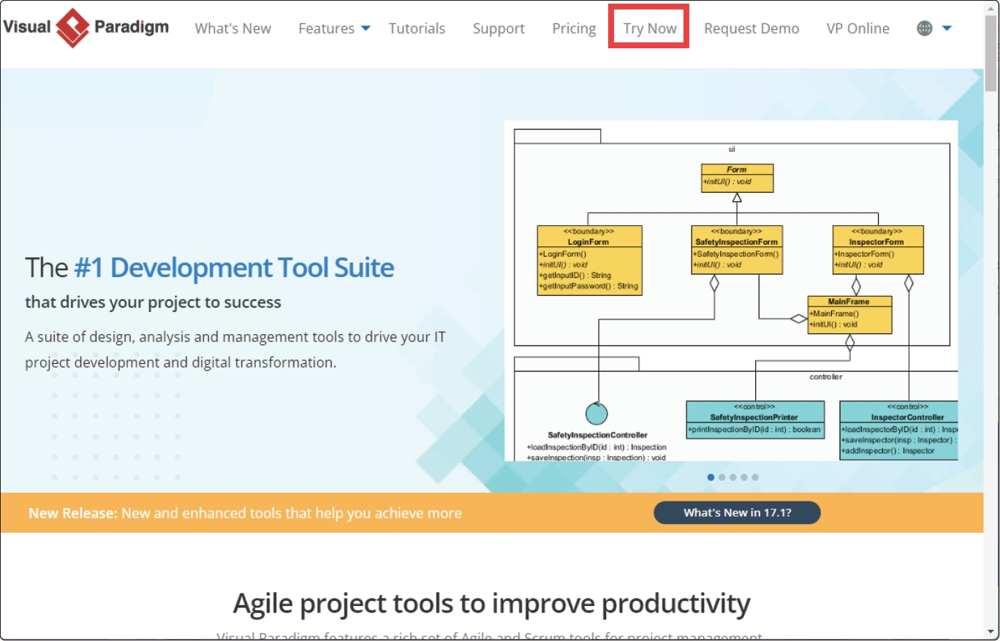 Visual Paradigm What's New Features Tutorials Support Pricing Try Now Request Demo VP Online
The #1 Development Tool Suite
that drives your project to success
A suite of design, analysis and management tools to drive your IT
project development and digital transformation.
ui
Form
+initUI() : void
<<boundary>>
LoginForm
+LoginForm()
+initUI() : void
+getInputID() : String
+getInputPassword() : String
<<boundary>>
SafetyInspectionForm
+SafetyInspectionForm()
+initUI() : void
<<boundary>>
InspectorForm
+InspectorForm()
+initUI() : void
MainFrame
+MainFrame()
+initUI() : void
controller
SafetyInspectionController
+loadInspectionByID(id : int) : Inspection
+saveInspection(insp : Inspection) : void
<<control>>
SafetyInspectionPrinter
+printInspectionByID(id : int) : boolean
<<control>>
InspectorController
+loadInspectorByID(id : int) : Insp
+saveInspector(insp : Inspector) :
+addInspector() : Inspector
New Release: New and enhanced tools that help you achieve more
What's New in 17.1?
Agile project tools to improve productivity
Visual Paradigm features a rich set of Agile and Scrum tools for project management